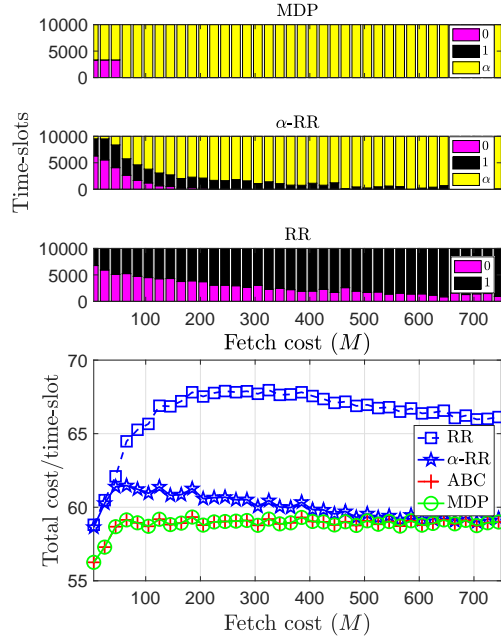 MDP
10000
5000
0
0
1
α
α-RR
10000
5000
0
0
1
α
Time-slots
RR
10000
5000
0
0
1
100 200 300 400 500 600 700
Fetch cost (M)
70
65
60
55
Total cost/time-slot
RR
α-RR
ABC
MDP
100 200 300 400 500 600 700
Fetch cost (M)